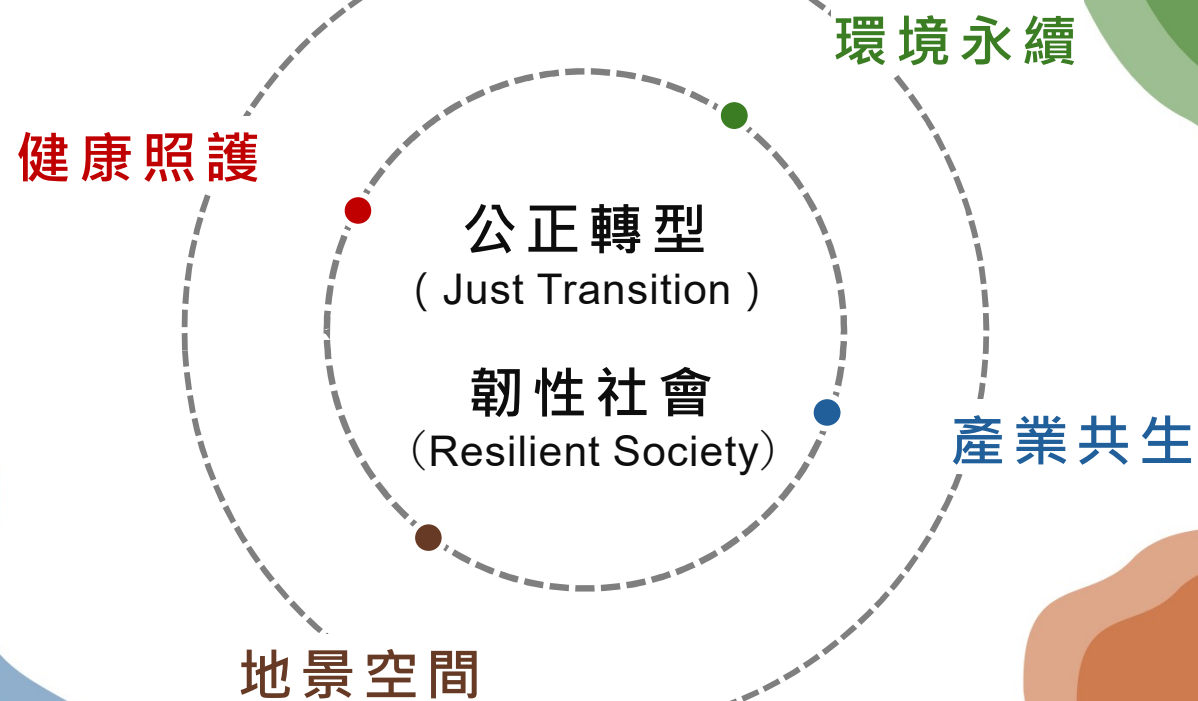 環境永續
健康照護
公正轉型
( Just Transition )
韌性社會
（Resilient Society）
產業共生
地景空間